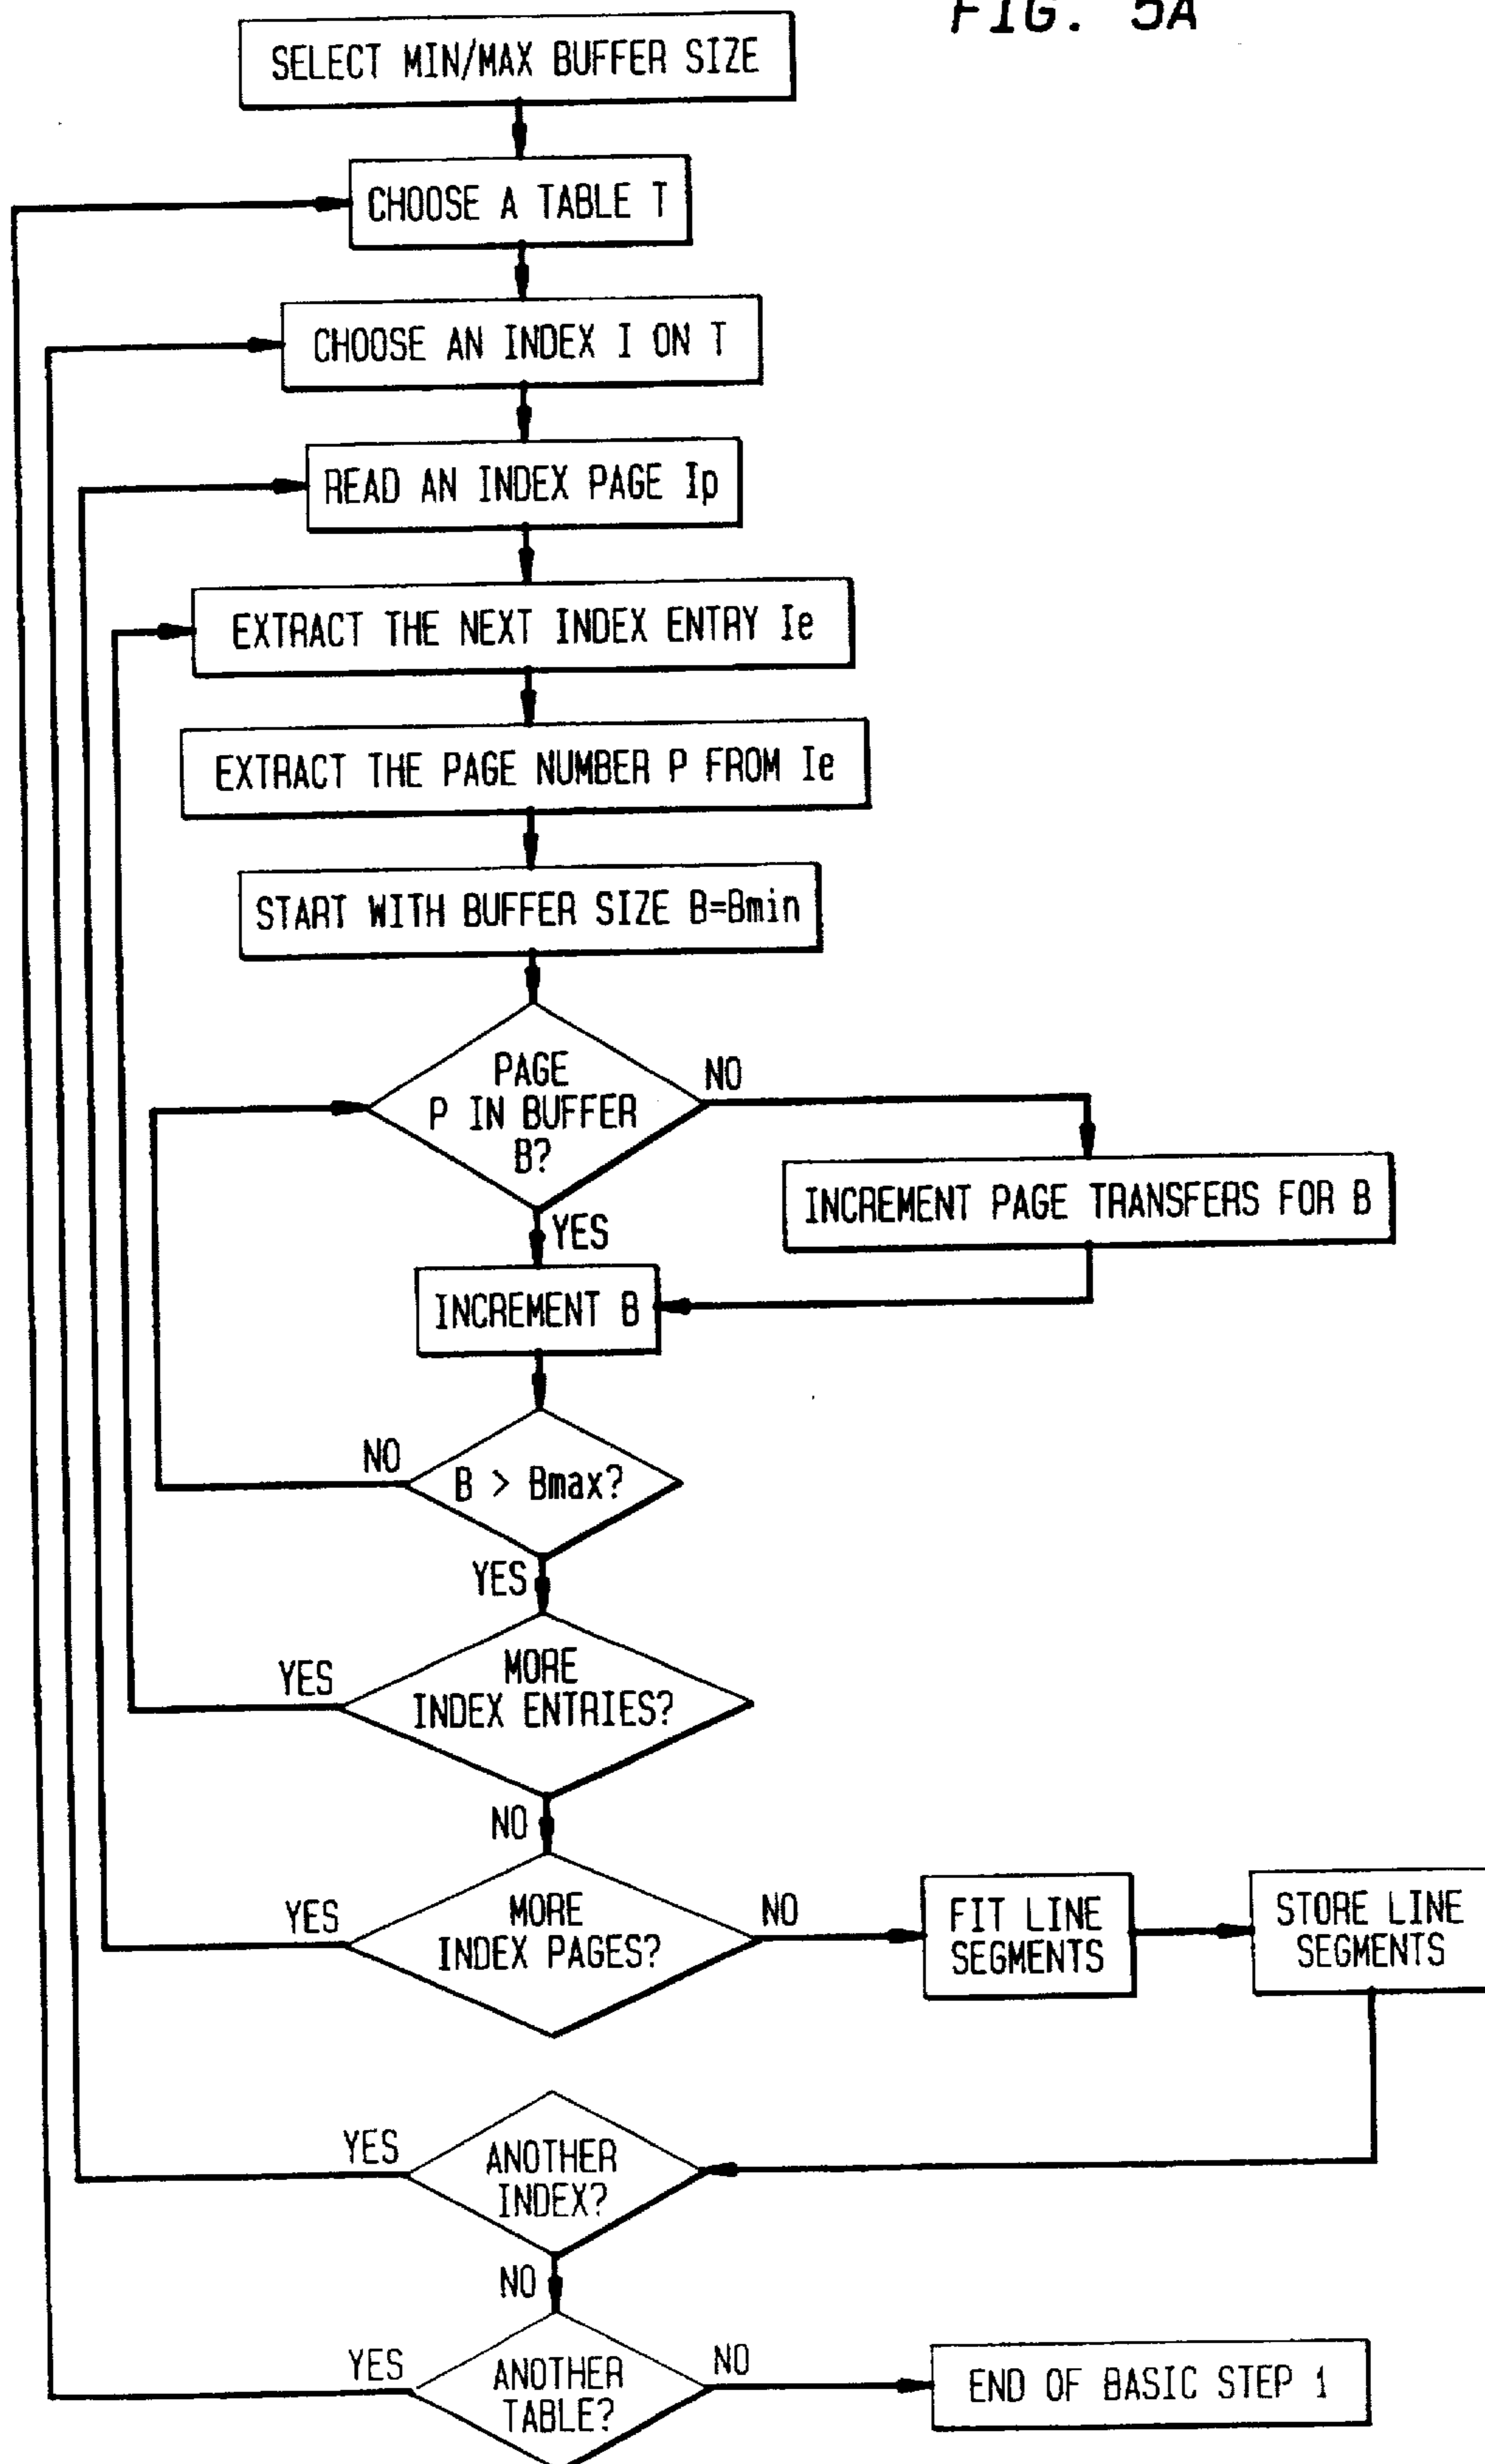 FIG. 5A
SELECT MIN/MAX BUFFER SIZE
CHOOSE A TABLE T
CHOOSE AN INDEX I ON T
READ AN INDEX PAGE Ip
EXTRACT THE NEXT INDEX ENTRY Ie
EXTRACT THE PAGE NUMBER P FROM Ie
START WITH BUFFER SIZE B=Bmin
PAGE
P IN BUFFER
B?
NO
INCREMENT PAGE TRANSFERS FOR B
YES
INCREMENT B
NO
B > Bmax?
YES
YES
MORE
INDEX ENTRIES?
NO
YES
MORE
INDEX PAGES?
NO
FIT LINE
SEGMENTS
STORE LINE
SEGMENTS
YES
ANOTHER
INDEX?
NO
YES
ANOTHER
TABLE?
NO
END OF BASIC STEP 1